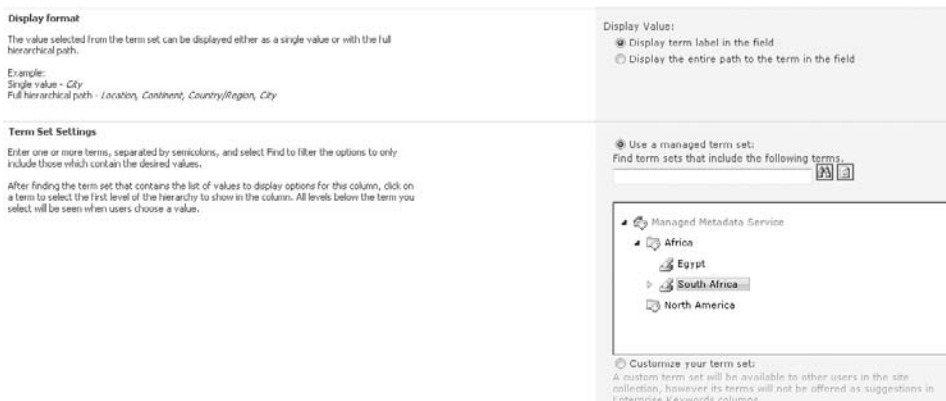 Display format
The value selected from the term set can be displayed either as a single value or with the full
hierarchical path.
Example:
Single value - City
Full hierarchical path - Location, Continent, Country/Region, City
Display Value:
Display term label in the field
Display the entire path to the term in the field
Term Set Settings
Enter one or more terms, separated by semicolons, and select Find to filter the options to only
include those which contain the desired values.
After finding the term set that contains the list of values to display options for this column, click on
a term to select the first level of the hierarchy to show in the column. All levels below the term you
select will be seen when users choose a value.
Use a managed term set:
Find term sets that include the following terms.
Managed Metadata Service
Africa
Egypt
South Africa
North America
Customize your term set:
A custom term set will be available to other users in the site
collection, however its terms will not be offered as suggestions in
Enterprise Keywords columns.